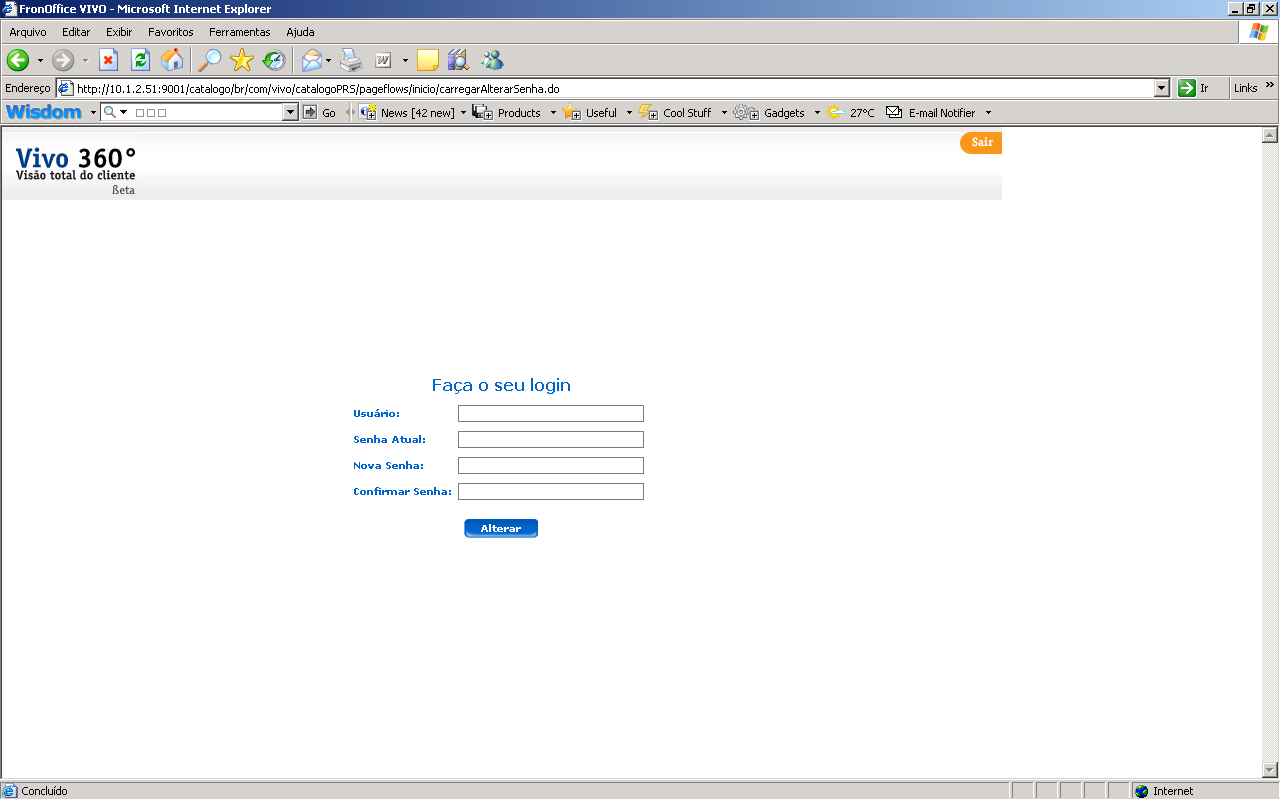 FronOffice VIVO - Microsoft Internet Explorer
Arquivo Editar Exibir Favoritos Ferramentas Ajuda
Endereço http://10.1.2.51:9001/catalogo/br/com/vivo/catalogoPRS/pageflows/inicio/carregarAlterarSenha.do Ir Links »
Wisdom Go News [42 new] Products Useful Cool Stuff Gadgets 27°C E-mail Notifier
Sair
Vivo 360°
Visão total do cliente
ßeta
Faça o seu login
Usuário:
Senha Atual:
Nova Senha:
Confirmar Senha:
Alterar
Concluído Internet